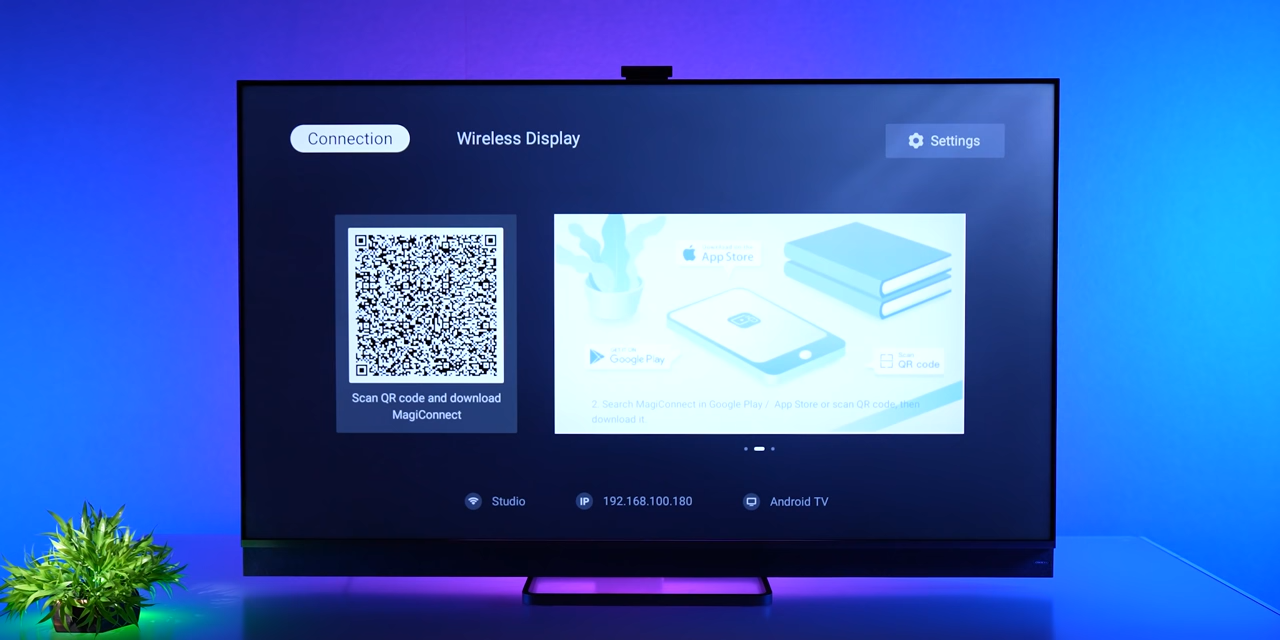 Connection
Wireless Display
Settings
App Store
Google Play
Scan
QR code
2. Search MagiConnect in Google Play / App Store or scan QR code, then
download it.
Scan QR code and download
MagiConnect
Studio
IP
192.168.100.180
Android TV